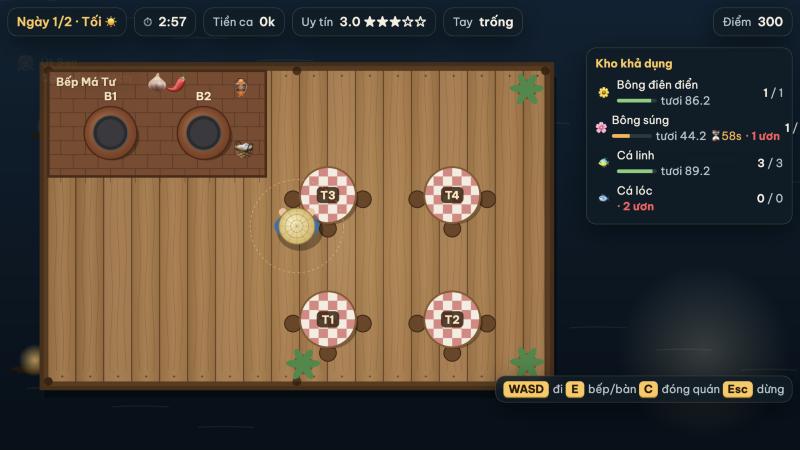 Ngày 1/2 · Tối
2:57
Tiền ca 0k
Uy tín 3.0 ★★★☆☆
Tay trống
Điểm 300
Bếp Má Tư
B1
B2
T3
T4
T1
T2
Kho khả dụng
Bông điên điển
tươi 86.2
1 / 1
Bông súng
tươi 44.2 ⌛58s · 1 ươn
1 /
Cá linh
tươi 89.2
3 / 3
Cá lóc
· 2 ươn
0 / 0
WASD đi E bếp/bàn C đóng quán Esc dừng